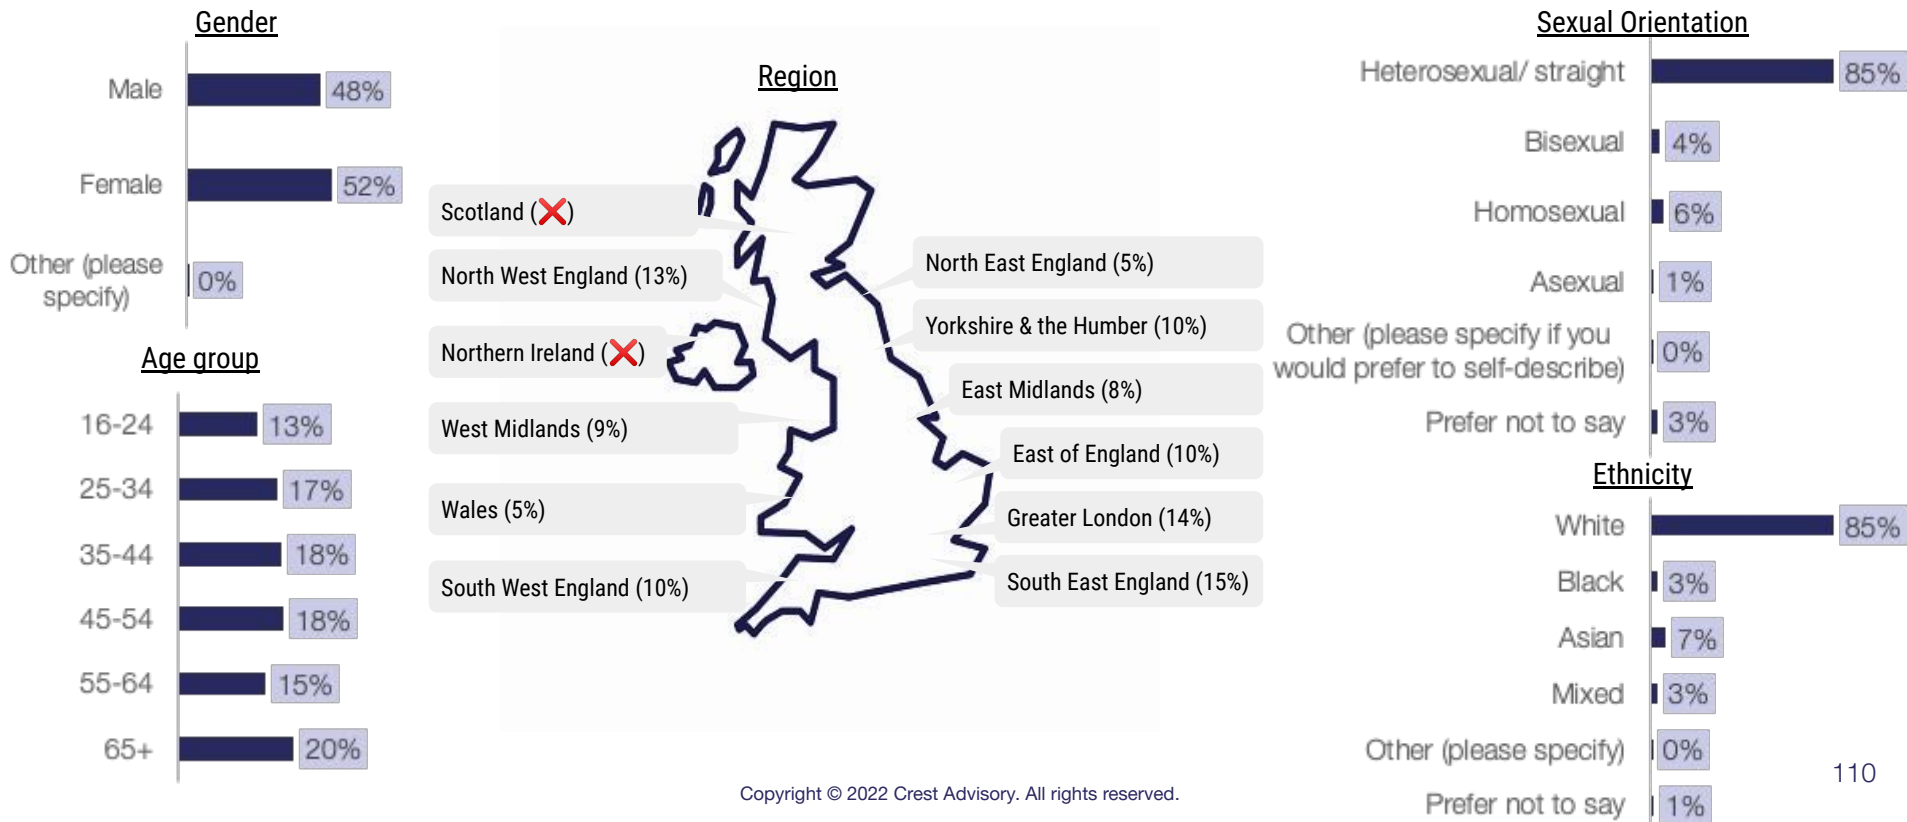 Gender
Male 48%
Female 52%
Other (please
specify) 0%
Age group
16-24 13%
25-34 17%
35-44 18%
45-54 18%
55-64 15%
65+ 20%
Region
Scotland (❌)
North West England (13%)
Northern Ireland (❌)
West Midlands (9%)
Wales (5%)
South West England (10%)
North East England (5%)
Yorkshire & the Humber (10%)
East Midlands (8%)
East of England (10%)
Greater London (14%)
South East England (15%)
Sexual Orientation
Heterosexual/ straight 85%
Bisexual 4%
Homosexual 6%
Asexual 1%
Other (please specify if you
would prefer to self-describe) 0%
Prefer not to say 3%
Ethnicity
White 85%
Black 3%
Asian 7%
Mixed 3%
Other (please specify) 0%
Prefer not to say 1%
Copyright © 2022 Crest Advisory. All rights reserved.
110